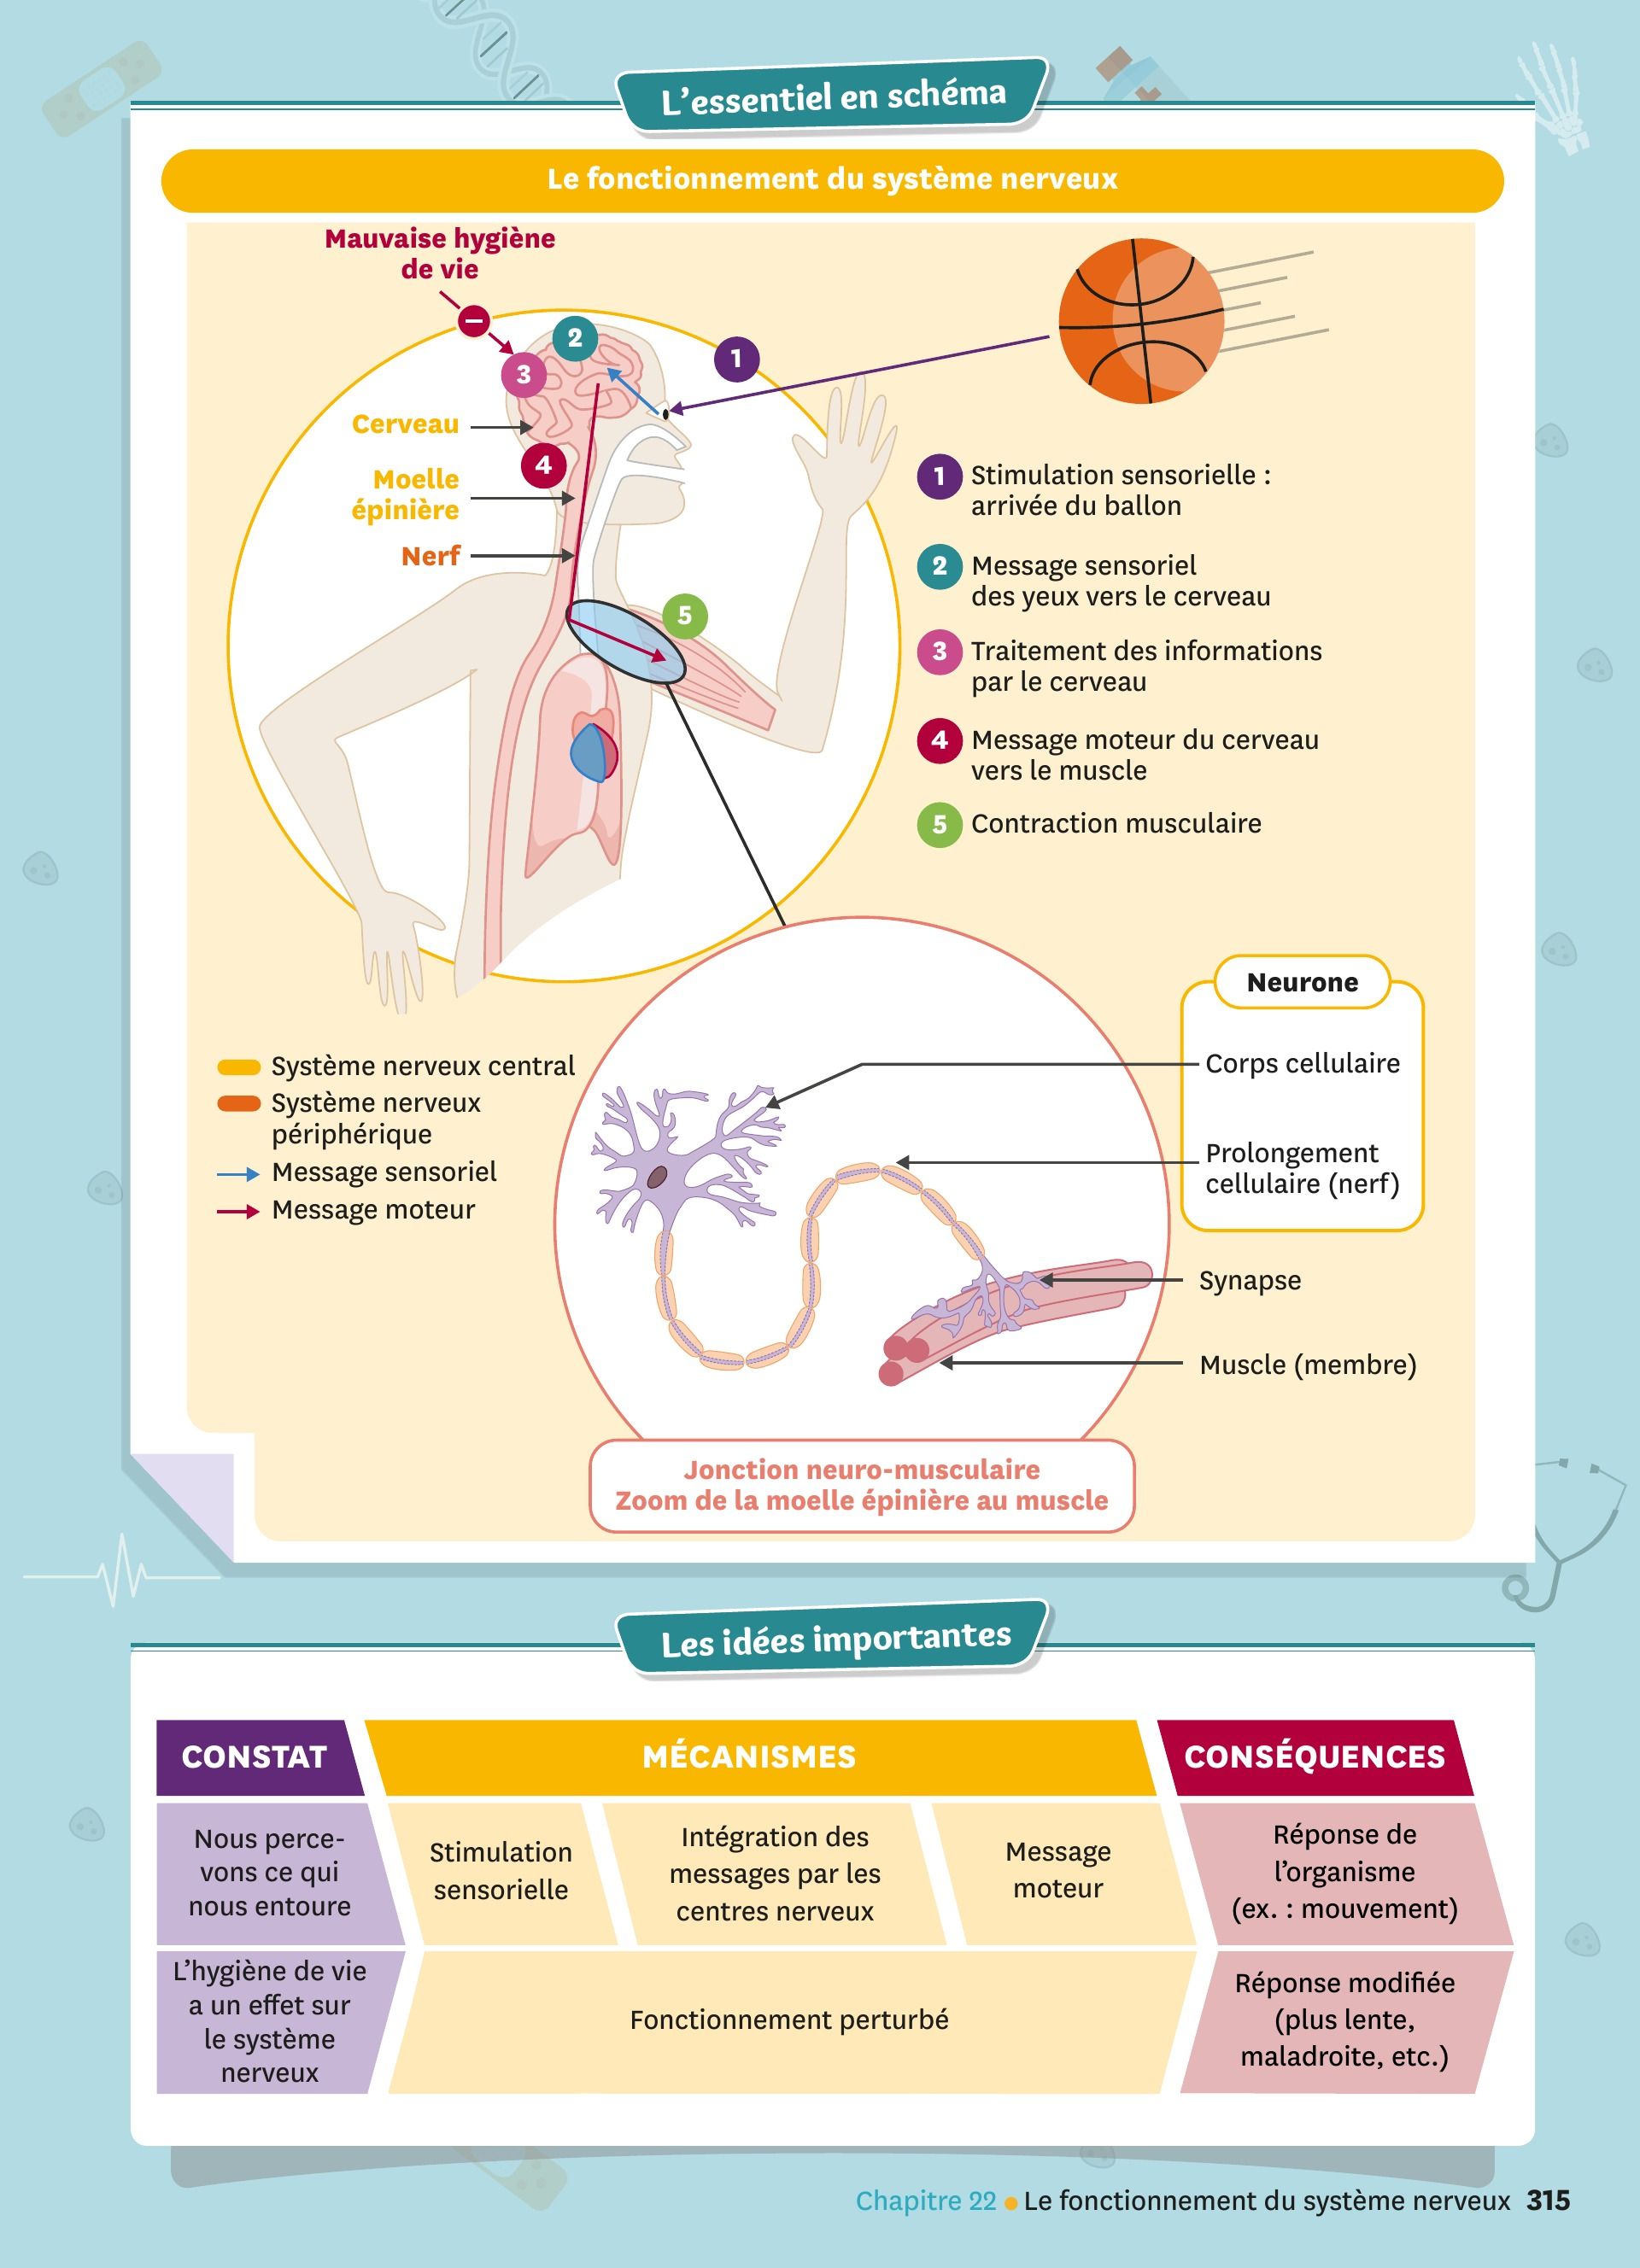 L'essentiel en schéma
Le fonctionnement du système nerveux
Mauvaise hygiène
de vie
−
2
1
3
Cerveau
4
Moelle
épinière
Nerf
5
1 Stimulation sensorielle :
arrivée du ballon
2 Message sensoriel
des yeux vers le cerveau
3 Traitement des informations
par le cerveau
4 Message moteur du cerveau
vers le muscle
5 Contraction musculaire
Système nerveux central
Système nerveux
périphérique
Message sensoriel
Message moteur
Neurone
Corps cellulaire
Prolongement
cellulaire (nerf)
Synapse
Muscle (membre)
Jonction neuro-musculaire
Zoom de la moelle épinière au muscle
Les idées importantes
CONSTAT
MÉCANISMES
CONSÉQUENCES
Nous perce-
vons ce qui
nous entoure
Stimulation
sensorielle
Intégration des
messages par les
centres nerveux
Message
moteur
Réponse de
l'organisme
(ex. : mouvement)
L'hygiène de vie
a un effet sur
le système
nerveux
Fonctionnement perturbé
Réponse modifiée
(plus lente,
maladroite, etc.)
Chapitre 22 • Le fonctionnement du système nerveux 315